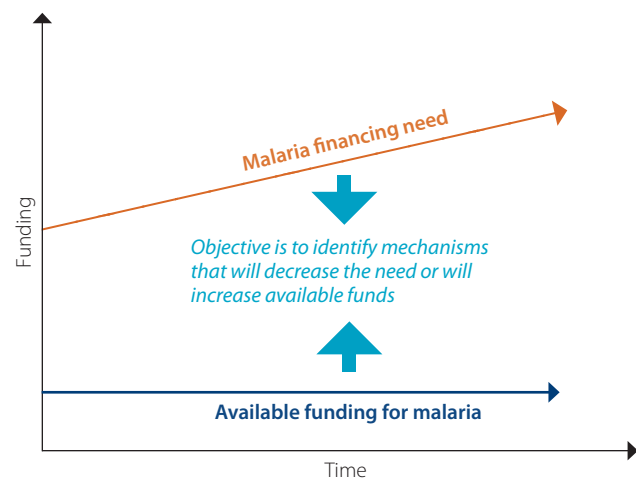 Malaria financing need
Funding
Objective is to identify mechanisms
that will decrease the need or will
increase available funds
Available funding for malaria
Time